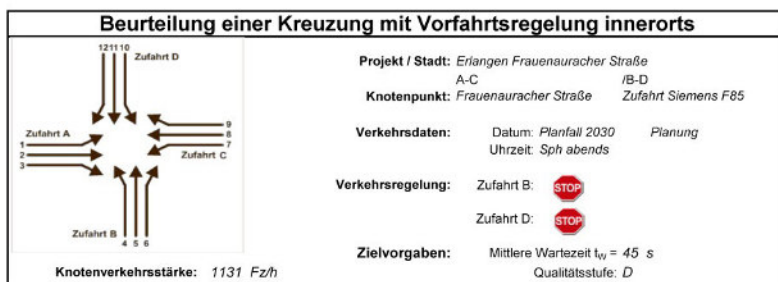 Beurteilung einer Kreuzung mit Vorfahrtsregelung innerorts
12 11 10
Zufahrt D
Zufahrt A
1
2
3
9
8
7
Zufahrt C
Zufahrt B
4 5 6
Knotenverkehrsstärke: 1131 Fz/h
Projekt / Stadt: Erlangen Frauenauracher Straße
A-C /B-D
Knotenpunkt: Frauenauracher Straße Zufahrt Siemens F85
Verkehrsdaten: Datum: Planfall 2030 Planung
Uhrzeit: Sph abends
Verkehrsregelung: Zufahrt B: STOP
Zufahrt D: STOP
Zielvorgaben: Mittlere Wartezeit tW = 45 s
Qualitätsstufe: D